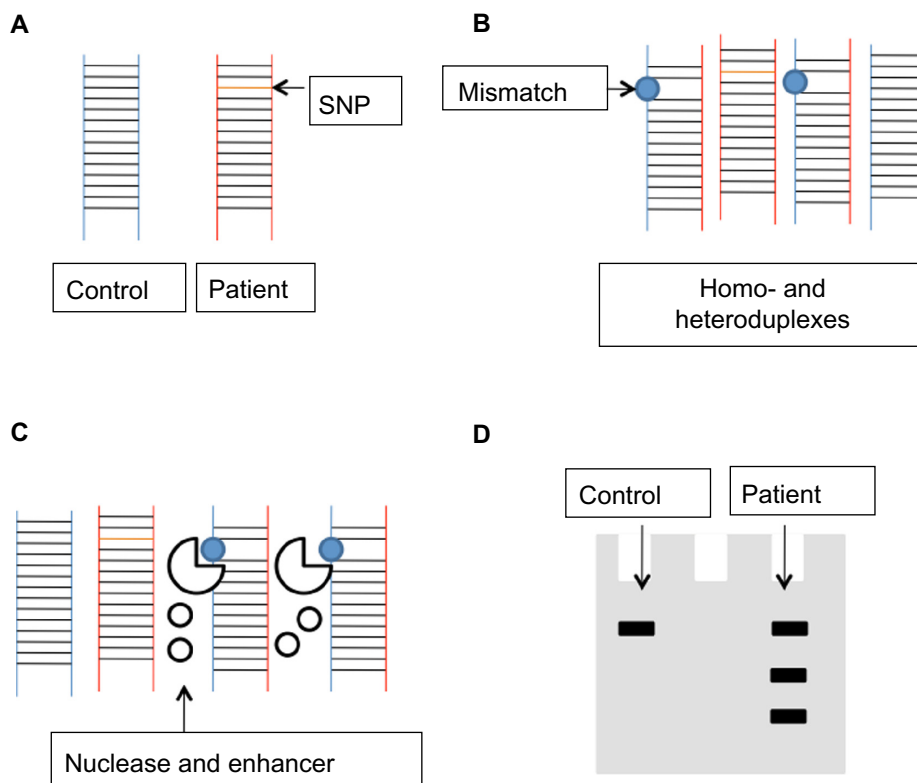 A
SNP
Control
Patient
B
Mismatch
Homo- and
heteroduplexes
C
Nuclease and enhancer
D
Control
Patient